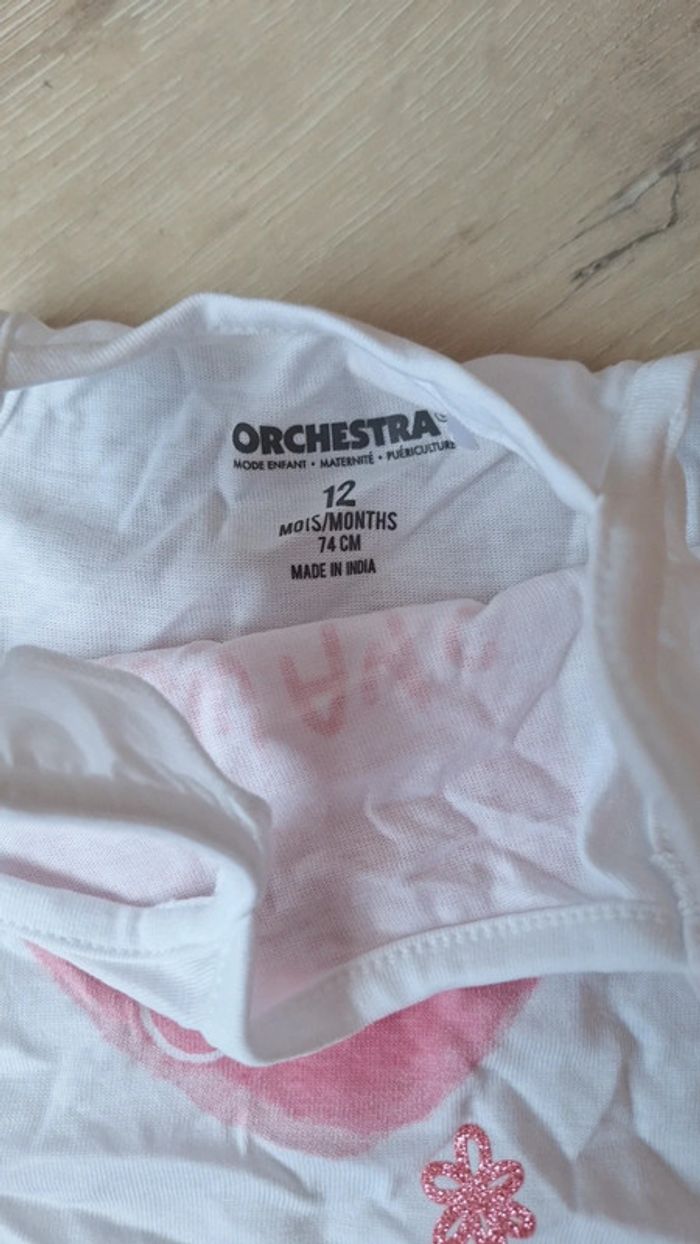 ORCHESTRA
MODE ENFANT • MATERNITÉ • PUÉRICULTURE
12
MOIS/MONTHS
74 CM
MADE IN INDIA